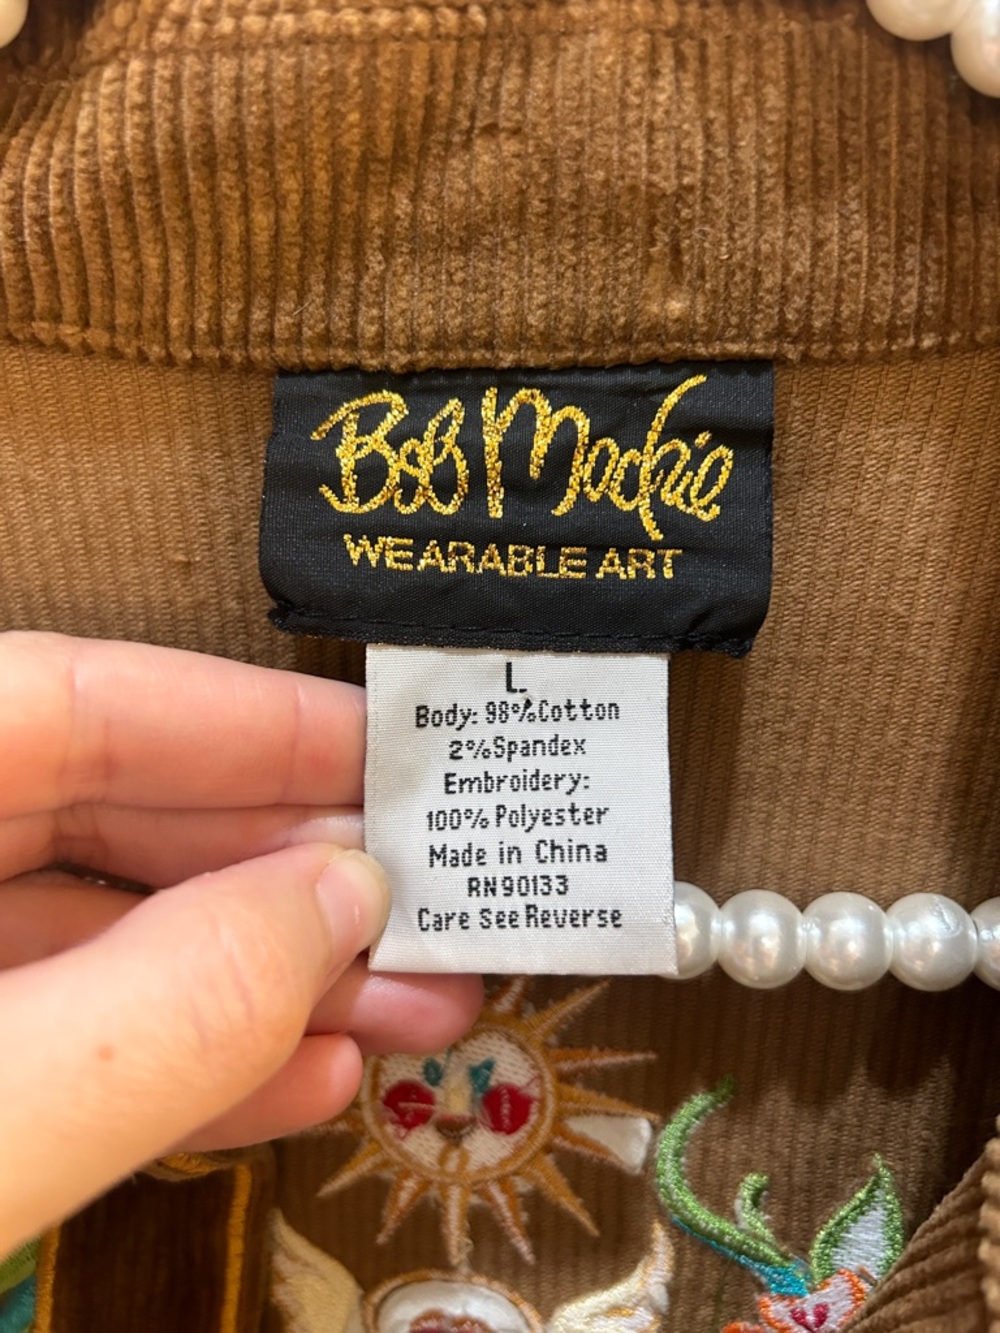 Bob Mackie
WEARABLE ART
L
Body: 98%Cotton
2%Spandex
Embroidery:
100% Polyester
Made in China
RN90133
Care See Reverse